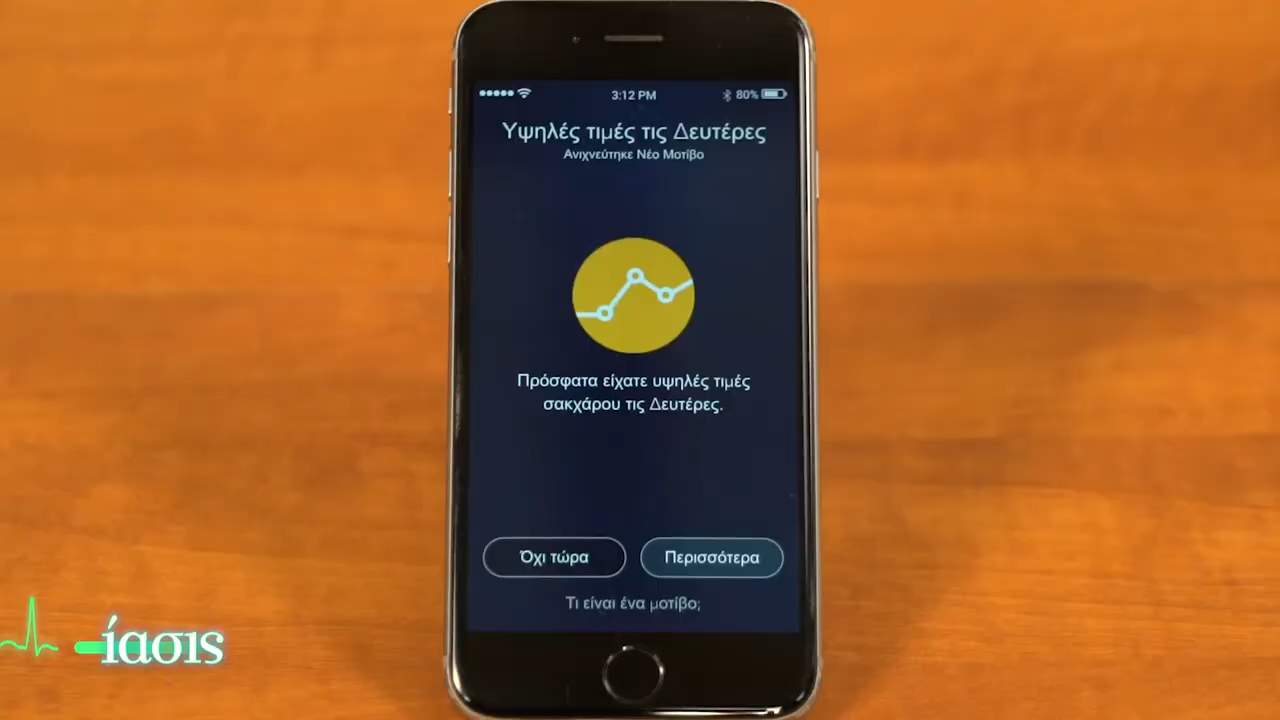 3:12 PM
80%
Υψηλές τιμές τις Δευτέρες
Ανιχνεύτηκε Νέο Μοτίβο
Πρόσφατα είχατε υψηλές τιμές
σακχάρου τις Δευτέρες.
Όχι τώρα
Περισσότερα
Τι είναι ένα μοτίβο;
ίασις